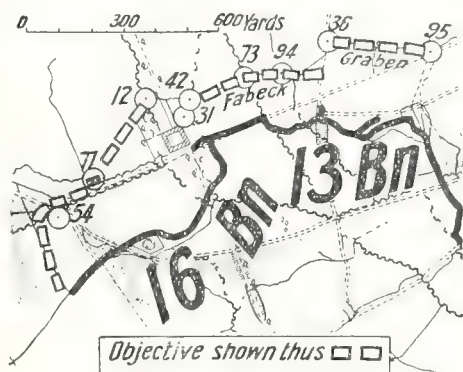 0 300 600 Yards
36 95
73 94
Graben
12 42
Fabeck
31
71
54
13 Bn
16 Bn
Objective shown thus